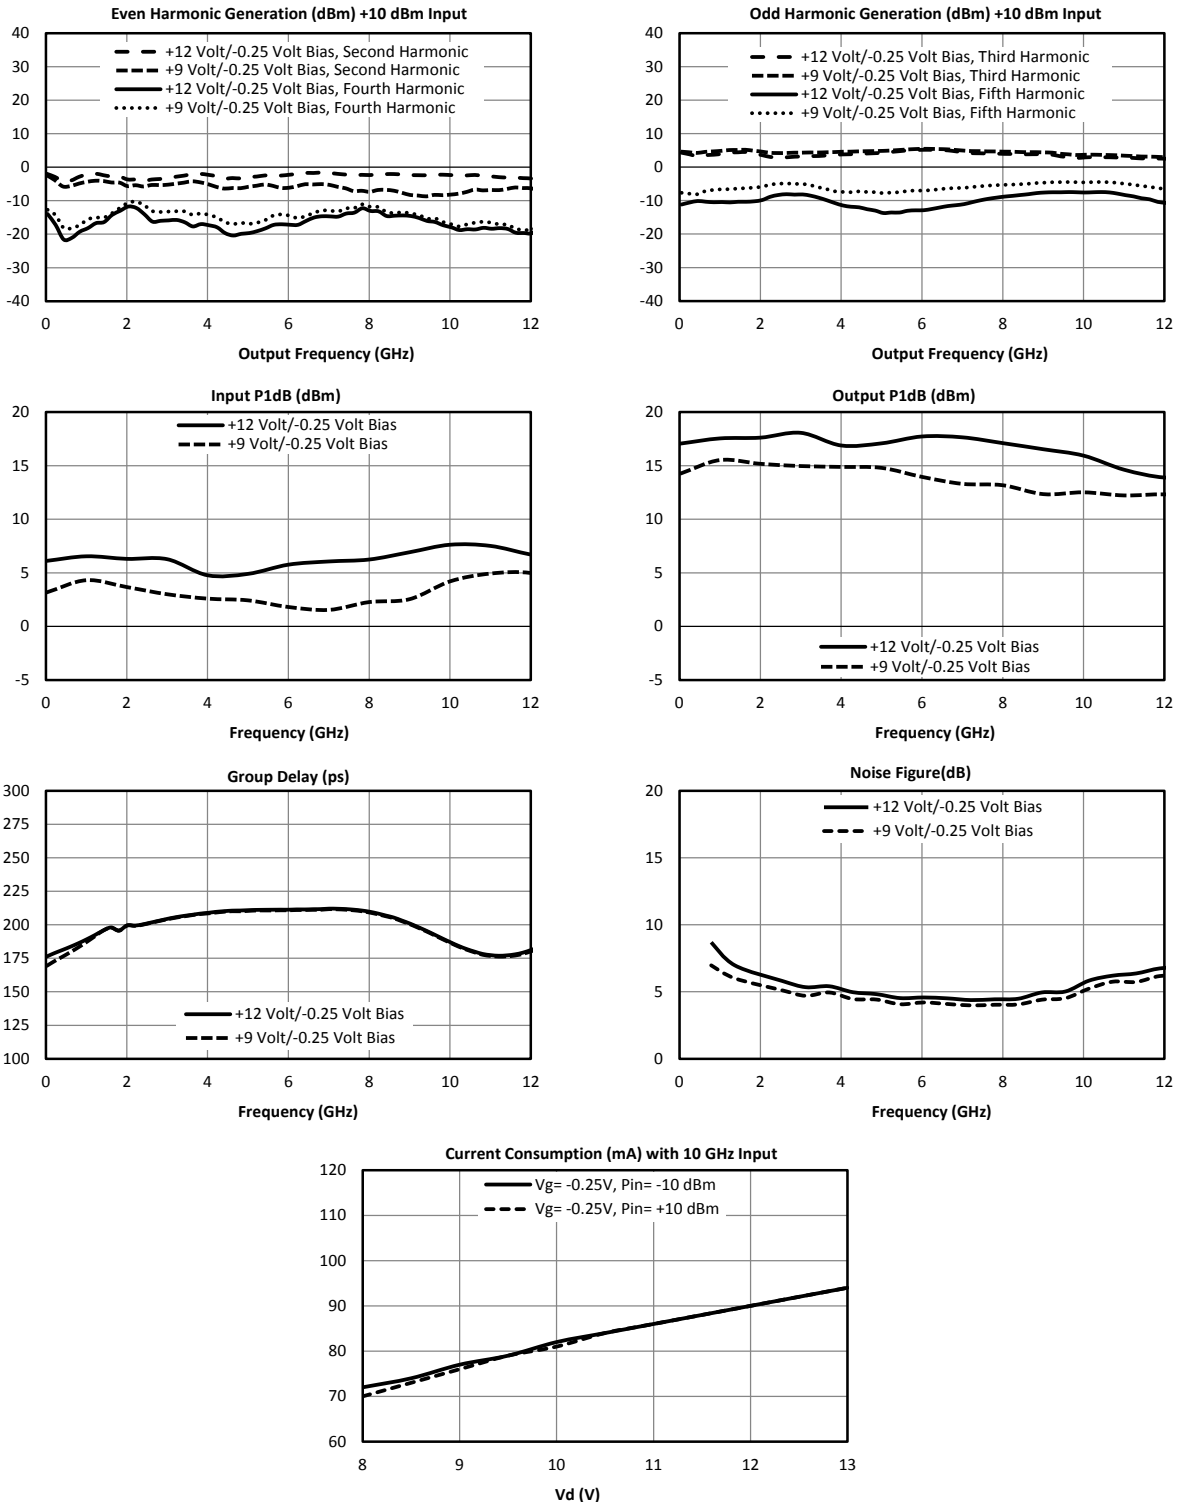 Even Harmonic Generation (dBm) +10 dBm Input
+12 Volt/-0.25 Volt Bias, Second Harmonic
+9 Volt/-0.25 Volt Bias, Second Harmonic
+12 Volt/-0.25 Volt Bias, Fourth Harmonic
+9 Volt/-0.25 Volt Bias, Fourth Harmonic
40
30
20
10
0
-10
-20
-30
-40
0 2 4 6 8 10 12
Output Frequency (GHz)
Odd Harmonic Generation (dBm) +10 dBm Input
+12 Volt/-0.25 Volt Bias, Third Harmonic
+9 Volt/-0.25 Volt Bias, Third Harmonic
+12 Volt/-0.25 Volt Bias, Fifth Harmonic
+9 Volt/-0.25 Volt Bias, Fifth Harmonic
40
30
20
10
0
-10
-20
-30
-40
0 2 4 6 8 10 12
Output Frequency (GHz)
Input P1dB (dBm)
+12 Volt/-0.25 Volt Bias
+9 Volt/-0.25 Volt Bias
20
15
10
5
0
-5
0 2 4 6 8 10 12
Frequency (GHz)
Output P1dB (dBm)
20
15
10
5
0
-5
+12 Volt/-0.25 Volt Bias
+9 Volt/-0.25 Volt Bias
0 2 4 6 8 10 12
Frequency (GHz)
Group Delay (ps)
300
275
250
225
200
175
150
125
100
+12 Volt/-0.25 Volt Bias
+9 Volt/-0.25 Volt Bias
0 2 4 6 8 10 12
Frequency (GHz)
Noise Figure(dB)
+12 Volt/-0.25 Volt Bias
+9 Volt/-0.25 Volt Bias
20
15
10
5
0
0 2 4 6 8 10 12
Frequency (GHz)
Current Consumption (mA) with 10 GHz Input
Vg= -0.25V, Pin= -10 dBm
Vg= -0.25V, Pin= +10 dBm
120
110
100
90
80
70
60
8 9 10 11 12 13
Vd (V)